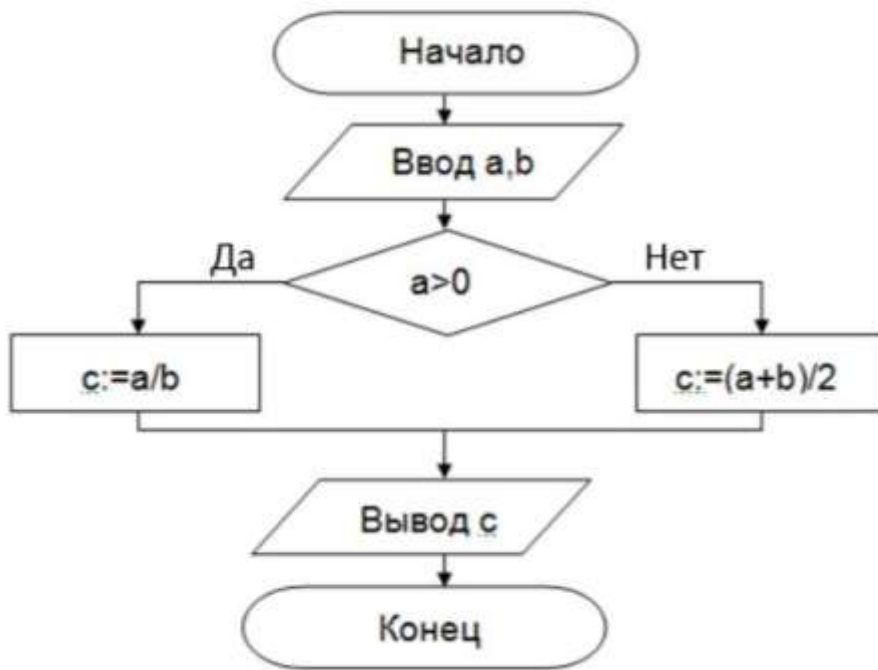 Начало
Ввод a,b
Да
Нет
a>0
c:=a/b
c:=(a+b)/2
Вывод c
Конец